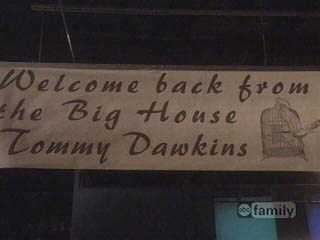 Welcome back from
the Big House
Tommy Dawkins
abc family